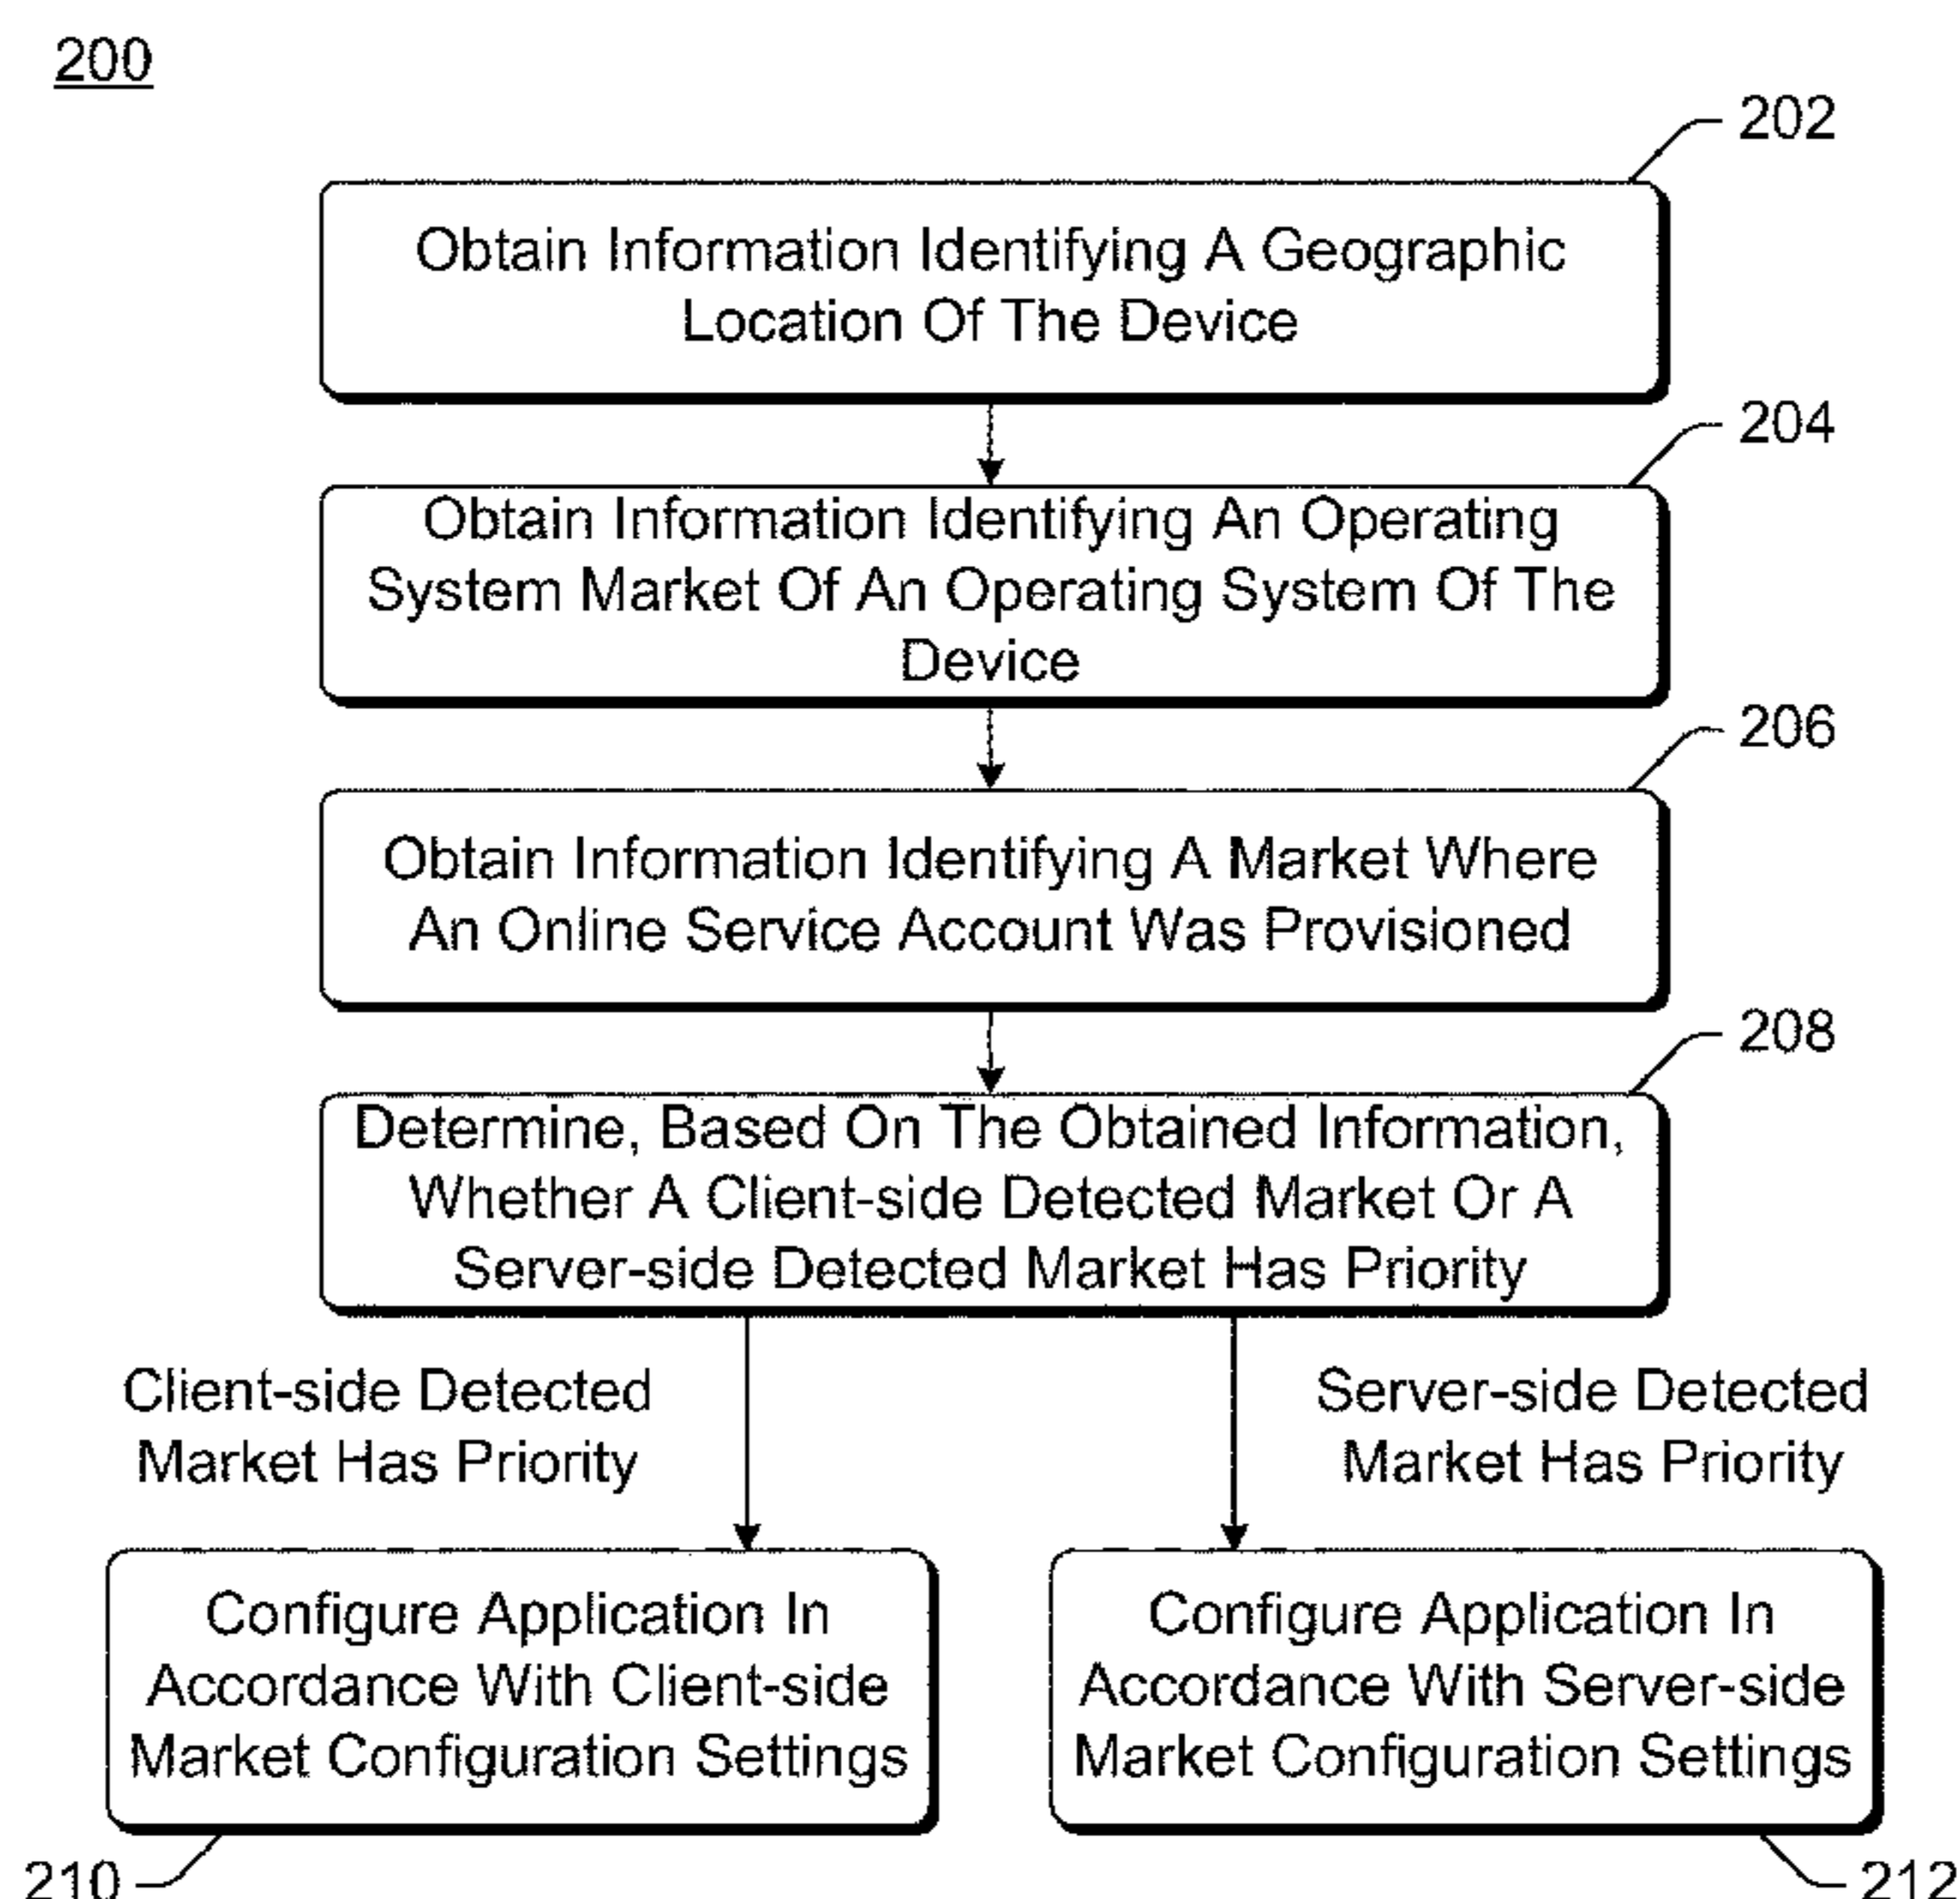 200
202
Obtain Information Identifying A Geographic
Location Of The Device
204
Obtain Information Identifying An Operating
System Market Of An Operating System Of The
Device
206
Obtain Information Identifying A Market Where
An Online Service Account Was Provisioned
208
Determine, Based On The Obtained Information,
Whether A Client-side Detected Market Or A
Server-side Detected Market Has Priority
Client-side Detected
Market Has Priority
Server-side Detected
Market Has Priority
Configure Application In
Accordance With Client-side
Market Configuration Settings
210
Configure Application In
Accordance With Server-side
Market Configuration Settings
212